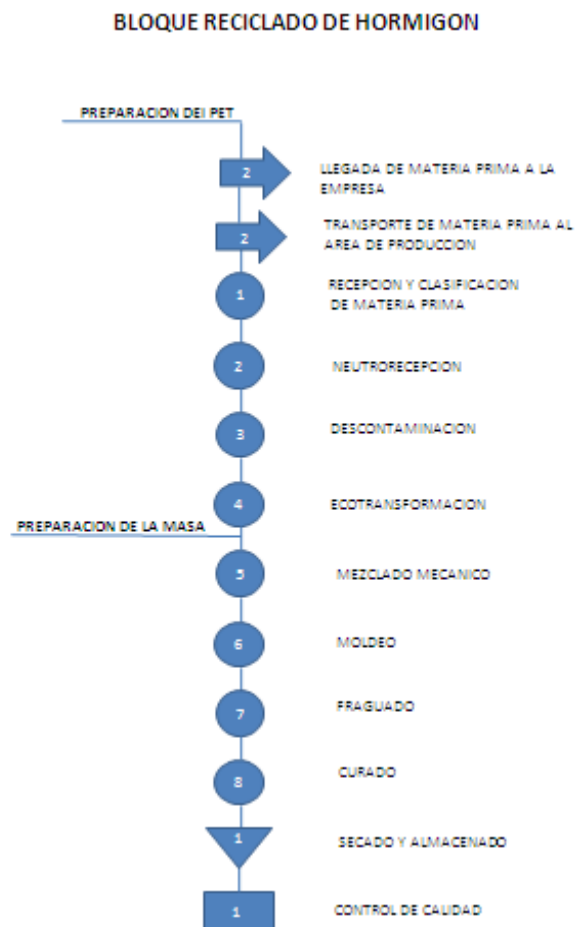 BLOQUE RECICLADO DE HORMIGON
PREPARACION DEI PET
2
LLEGADA DE MATERIA PRIMA A LA
EMPRESA
2
TRANSPORTE DE MATERIA PRIMA AL
AREA DE PRODUCCION
1
RECEPCION Y CLASIFICACION
DE MATERIA PRIMA
2
NEUTRORECEPCION
3
DESCONTAMINACION
4
ECOTRANSFORMACION
PREPARACION DE LA MASA
5
MEZCLADO MECANICO
6
MOLDEO
7
FRAGUADO
8
CURADO
1
SECADO Y ALMACENADO
1
CONTROL DE CALIDAD